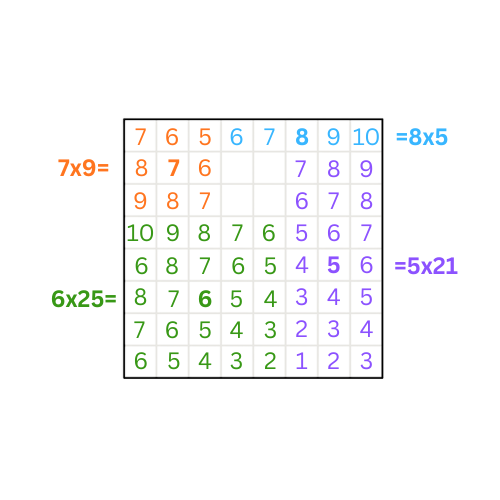 7 6 5 6 7 8 9 10 =8x5
7x9= 8 7 6 7 8 9
9 8 7 6 7 8
10 9 8 7 6 5 6 7
6 8 7 6 5 4 5 6 =5x21
6x25= 8 7 6 5 4 3 4 5
7 6 5 4 3 2 3 4
6 5 4 3 2 1 2 3